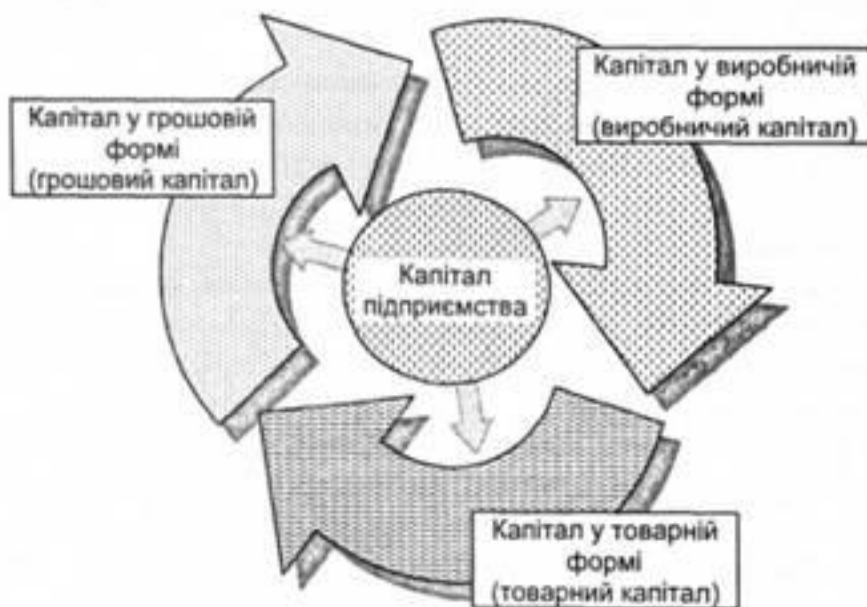 Капітал у грошовій
формі
(грошовий капітал)
Капітал у виробничій
формі
(виробничий капітал)
Капітал
підприємства
Капітал у товарній
формі
(товарний капітал)